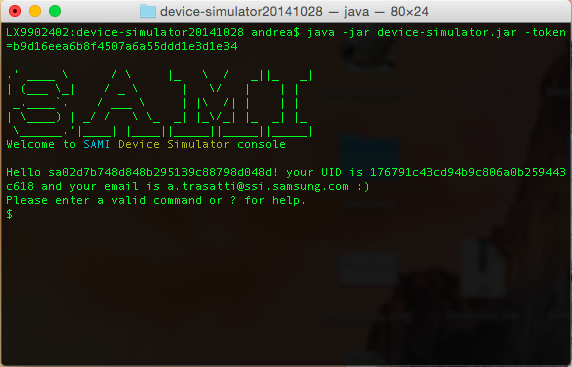 device-simulator20141028 — java — 80×24
LX9902402:device-simulator20141028 andrea$ java -jar device-simulator.jar -token
=b9d16eea6b8f4507a6a55ddd1e3d1e34
SAMI
Welcome to SAMI Device Simulator console
Hello sa02d7b748d848b295139c88798d048d! your UID is 176791c43cd94b9c806a0b259443
c618 and your email is a.trasatti@ssi.samsung.com :)
Please enter a valid command or ? for help.
$